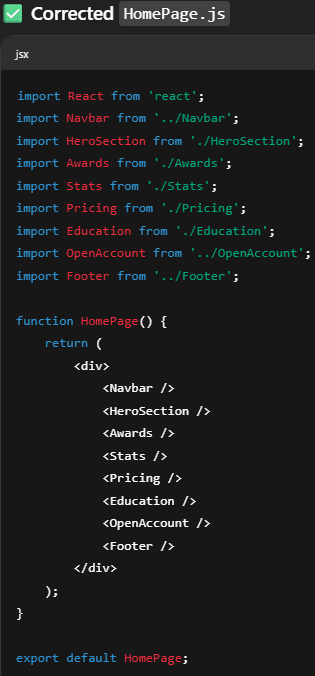 ✅ Corrected HomePage.js
jsx
import React from 'react';
import Navbar from '../Navbar';
import HeroSection from './HeroSection';
import Awards from './Awards';
import Stats from './Stats';
import Pricing from './Pricing';
import Education from './Education';
import OpenAccount from '../OpenAccount';
import Footer from '../Footer';

function HomePage() {
    return (
        <div>
            <Navbar />
            <HeroSection />
            <Awards />
            <Stats />
            <Pricing />
            <Education />
            <OpenAccount />
            <Footer />
        </div>
    );
}

export default HomePage;